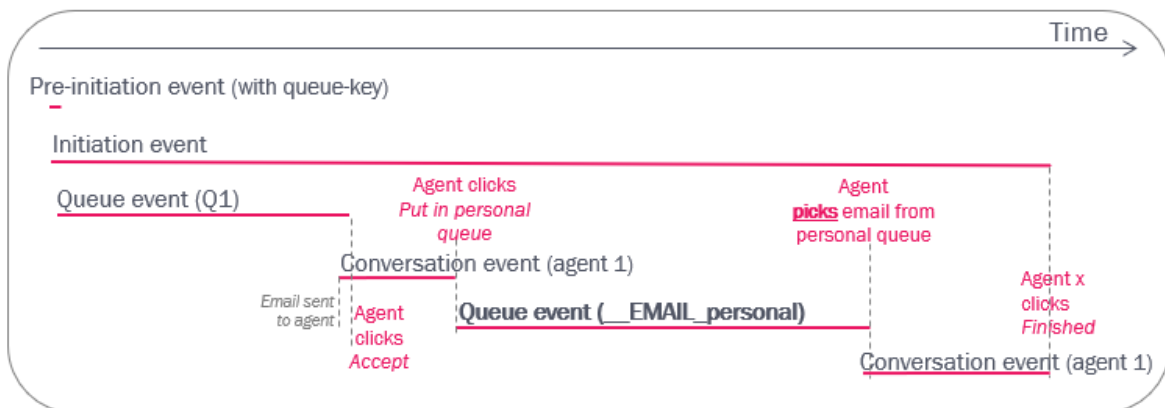 Time
Pre-initiation event (with queue-key)
Initiation event
Queue event (Q1)
Agent clicks
Put in personal
queue
Agent
picks email from
personal queue
Conversation event (agent 1)
Email sent
to agent
Agent
clicks
Accept
Queue event (__EMAIL_personal)
Agent x
clicks
Finished
Conversation event (agent 1)